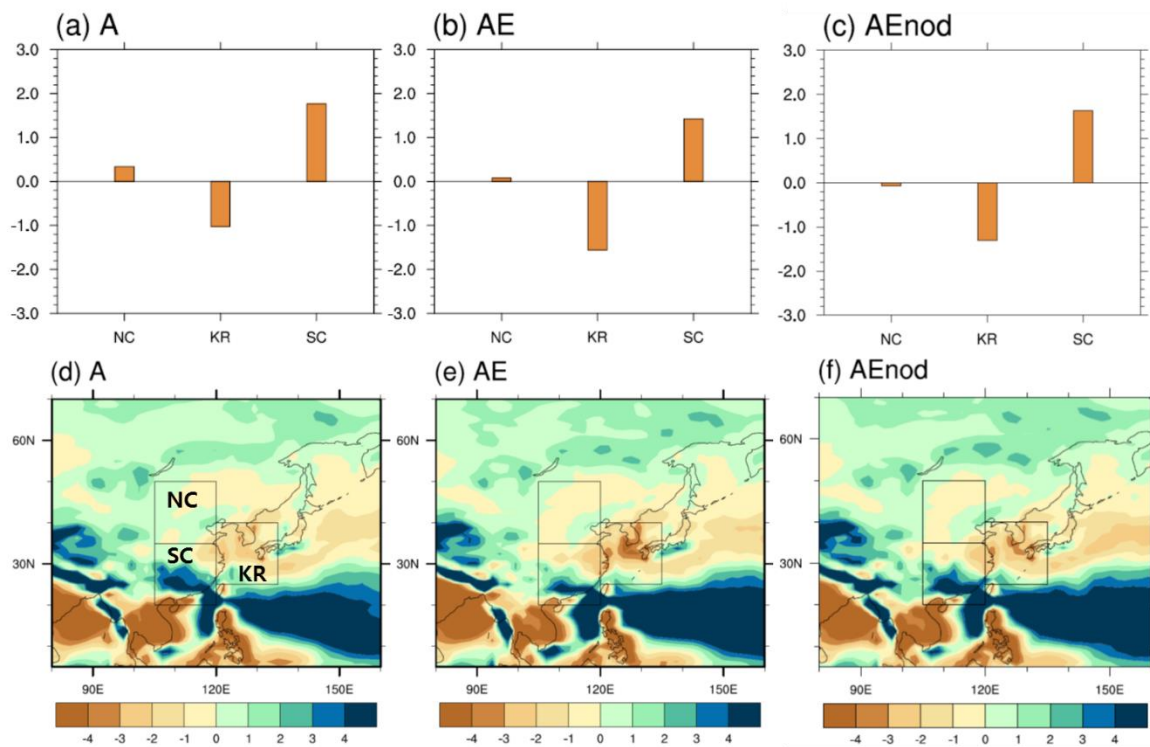 (a) A
3.0
2.0
1.0
0.0
-1.0
-2.0
-3.0
NC KR SC
(b) AE
3.0
2.0
1.0
0.0
-1.0
-2.0
-3.0
NC KR SC
(c) AEnod
3.0
2.0
1.0
0.0
-1.0
-2.0
-3.0
NC KR SC
(d) A
60N
30N
NC
SC
KR
90E 120E 150E
-4 -3 -2 -1 0 1 2 3 4
(e) AE
60N
30N
90E 120E 150E
-4 -3 -2 -1 0 1 2 3 4
(f) AEnod
60N
30N
90E 120E 150E
-4 -3 -2 -1 0 1 2 3 4